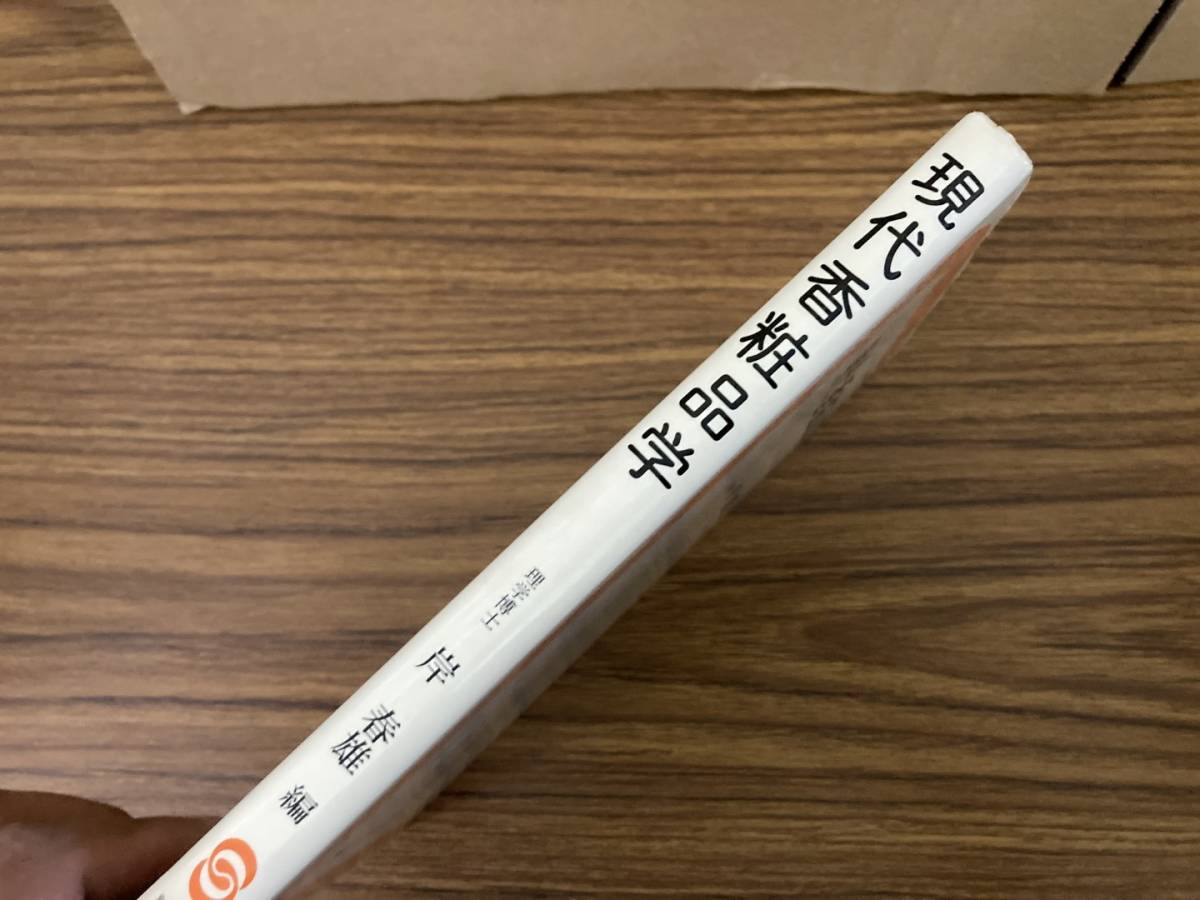 現代香粧品学
理学博士 岸 春雄 編